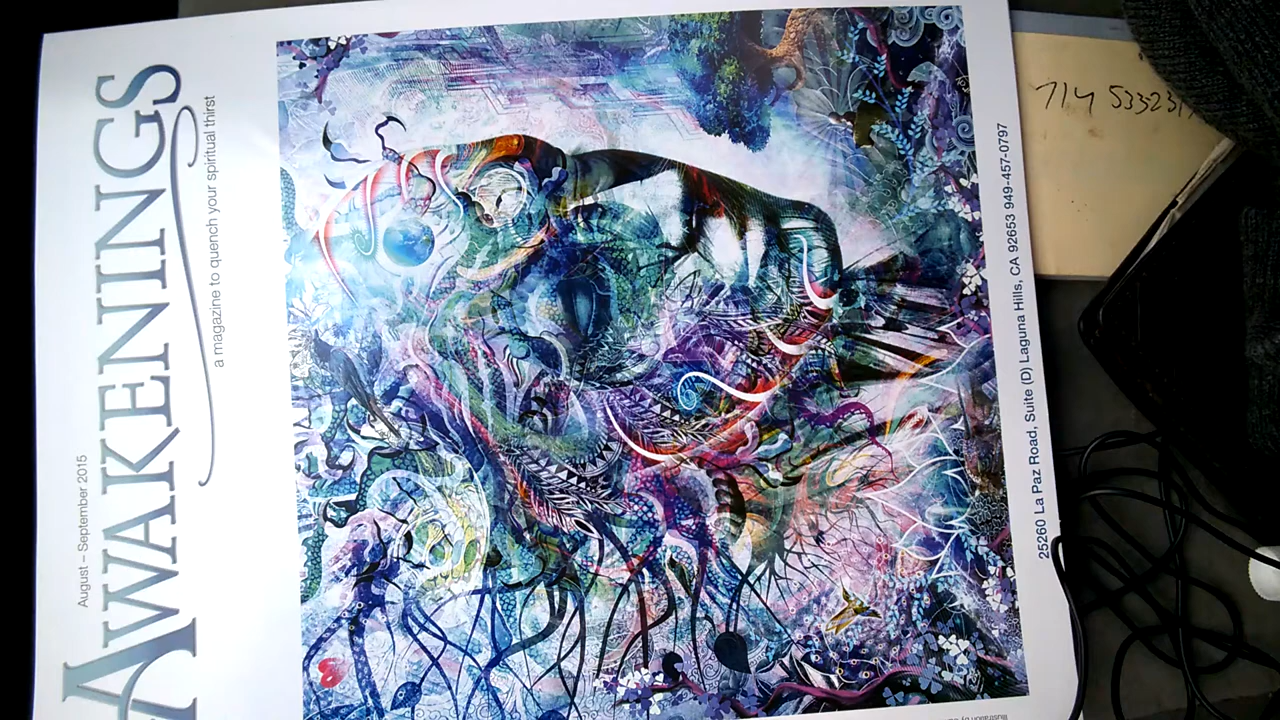 August – September 2015
AWAKENINGS
a magazine to quench your spiritual thirst
25260 La Paz Road, Suite (D) Laguna Hills, CA 92653 949-457-0797
714 533231